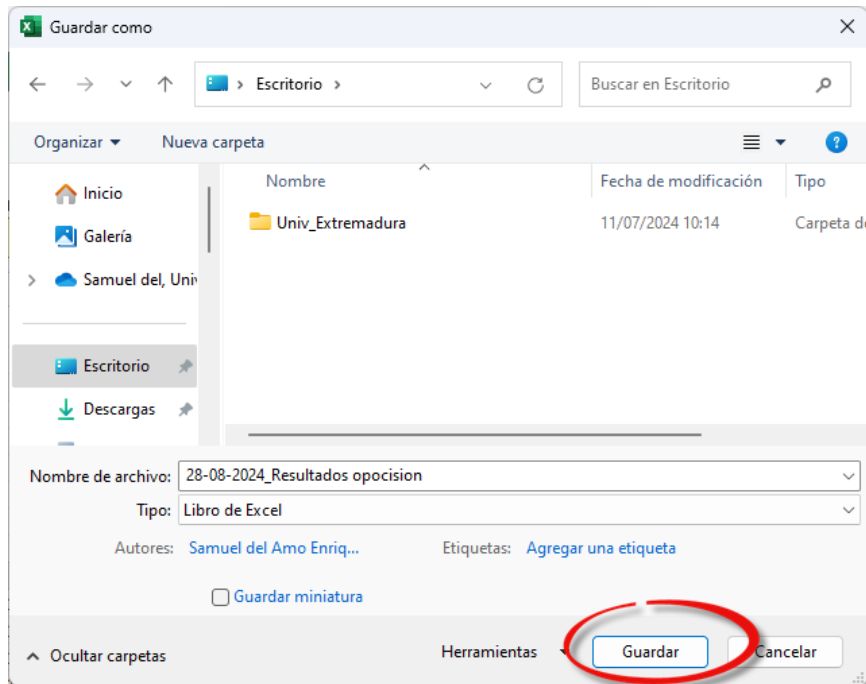 Guardar como
Escritorio
Buscar en Escritorio
Organizar
Nueva carpeta
Nombre
Fecha de modificación
Tipo
Inicio
Galería
Samuel del, Univ
Escritorio
Descargas
Univ_Extremadura
11/07/2024 10:14
Carpeta d
Nombre de archivo: 28-08-2024_Resultados opocision
Tipo: Libro de Excel
Autores: Samuel del Amo Enriq...
Etiquetas: Agregar una etiqueta
Guardar miniatura
Ocultar carpetas
Herramientas
Guardar
Cancelar